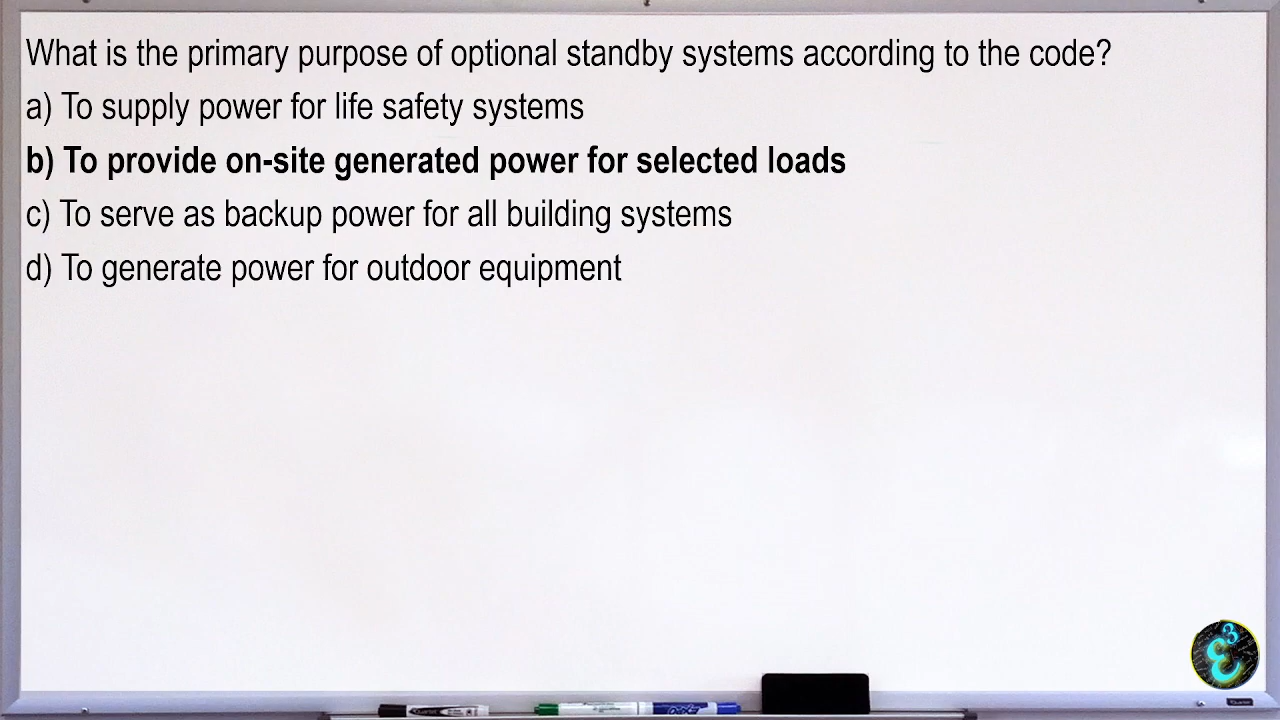 What is the primary purpose of optional standby systems according to the code?
a) To supply power for life safety systems
b) To provide on-site generated power for selected loads
c) To serve as backup power for all building systems
d) To generate power for outdoor equipment
ε3